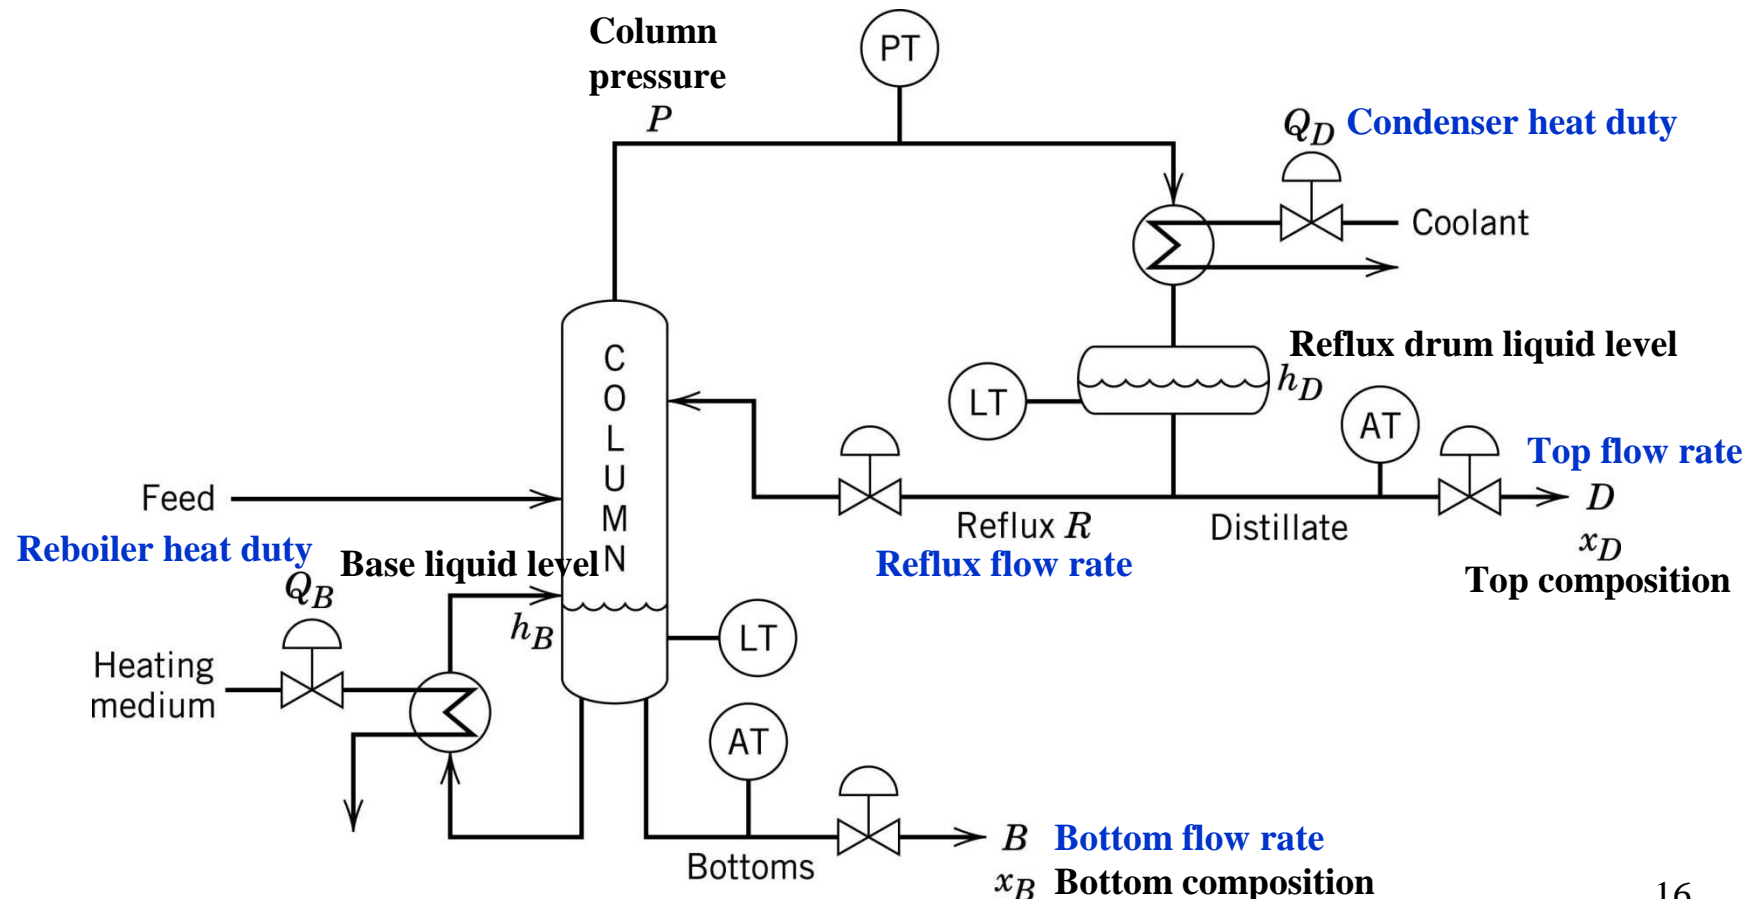 Column
pressure
P
PT
Q_D Condenser heat duty
Coolant
C
O
L
U
M
N
Reflux drum liquid level
h_D
LT
AT
Top flow rate
D
x_D
Top composition
Feed
Reflux R
Distillate
Reflux flow rate
Reboiler heat duty
Base liquid level
Q_B
h_B
LT
Heating
medium
AT
B Bottom flow rate
Bottoms
x_B Bottom composition
16